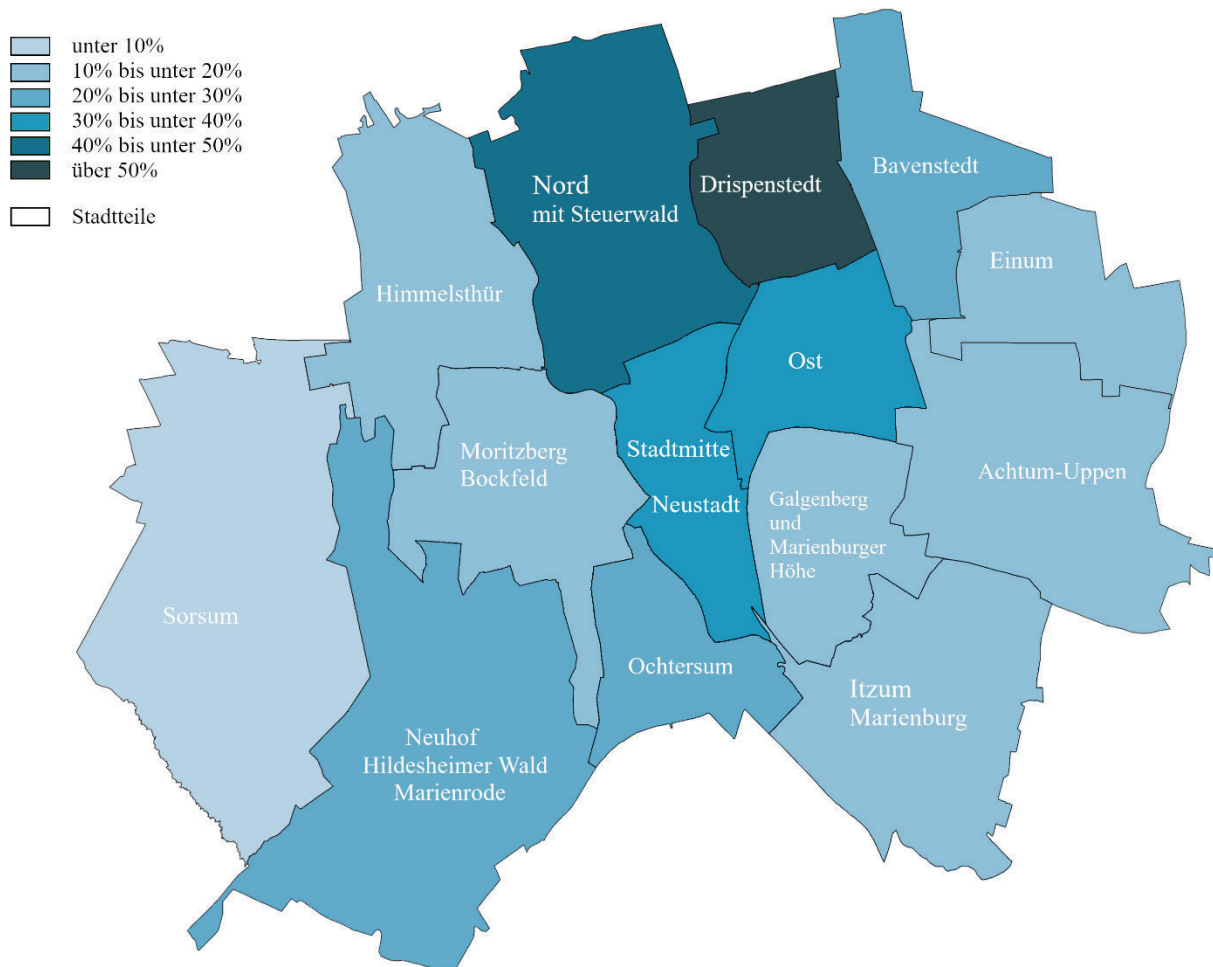 unter 10%
10% bis unter 20%
20% bis unter 30%
30% bis unter 40%
40% bis unter 50%
über 50%
Stadtteile
Nord
mit Steuerwald
Drispenstedt
Bavenstedt
Einum
Himmelsthür
Ost
Moritzberg
Bockfeld
Stadtmitte
Neustadt
Galgenberg
und
Marienburger
Höhe
Achtum-Uppen
Sorsum
Ochtersum
Itzum
Marienburg
Neuhof
Hildesheimer Wald
Marienrode